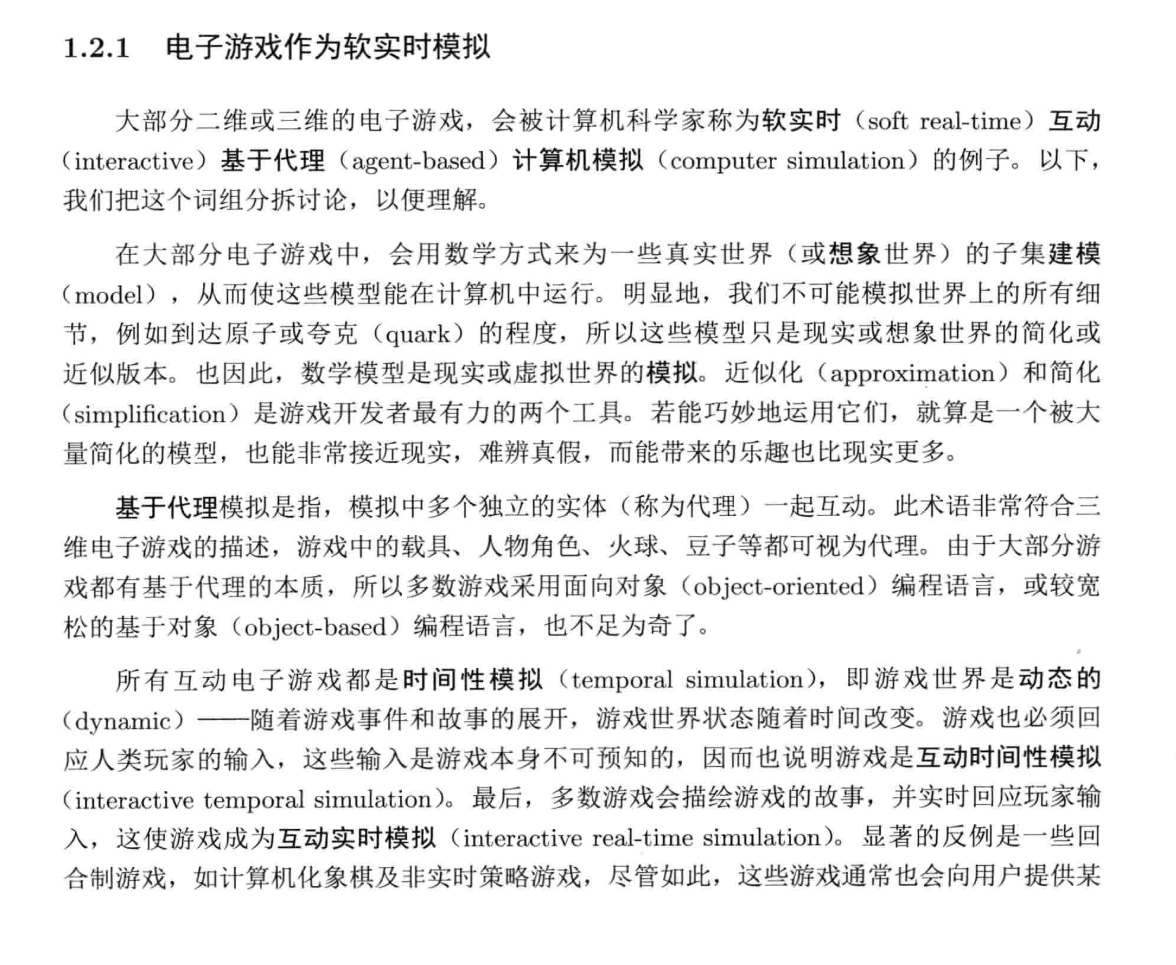 1.2.1 电子游戏作为软实时模拟
大部分二维或三维的电子游戏，会被计算机科学家称为软实时（soft real-time）互动
（interactive）基于代理（agent-based）计算机模拟（computer simulation）的例子。以下，
我们把这个词组分拆讨论，以便理解。
在大部分电子游戏中，会用数学方式来为一些真实世界（或想象世界）的子集建模
（model），从而使这些模型能在计算机中运行。明显地，我们不可能模拟世界上的所有细
节，例如到达原子或夸克（quark）的程度，所以这些模型只是现实或想象世界的简化或
近似版本。也因此，数学模型是现实或虚拟世界的模拟。近似化（approximation）和简化
（simplification）是游戏开发者最有力的两个工具。若能巧妙地运用它们，就算是一个被大
量简化的模型，也能非常接近现实，难辨真假，而能带来的乐趣也比现实更多。
基于代理模拟是指，模拟中多个独立的实体（称为代理）一起互动。此术语非常符合三
维电子游戏的描述，游戏中的载具、人物角色、火球、豆子等都可视为代理。由于大部分游
戏都有基于代理的本质，所以多数游戏采用面向对象（object-oriented）编程语言，或较宽
松的基于对象（object-based）编程语言，也不足为奇了。
所有互动电子游戏都是时间性模拟（temporal simulation），即游戏世界是动态的
（dynamic）——随着游戏事件和故事的展开，游戏世界状态随着时间改变。游戏也必须回
应人类玩家的输入，这些输入是游戏本身不可预知的，因而也说明游戏是互动时间性模拟
（interactive temporal simulation）。最后，多数游戏会描绘游戏的故事，并实时回应玩家输
入，这使游戏成为互动实时模拟（interactive real-time simulation）。显著的反例是一些回
合制游戏，如计算机化象棋及非实时策略游戏，尽管如此，这些游戏通常也会向用户提供某